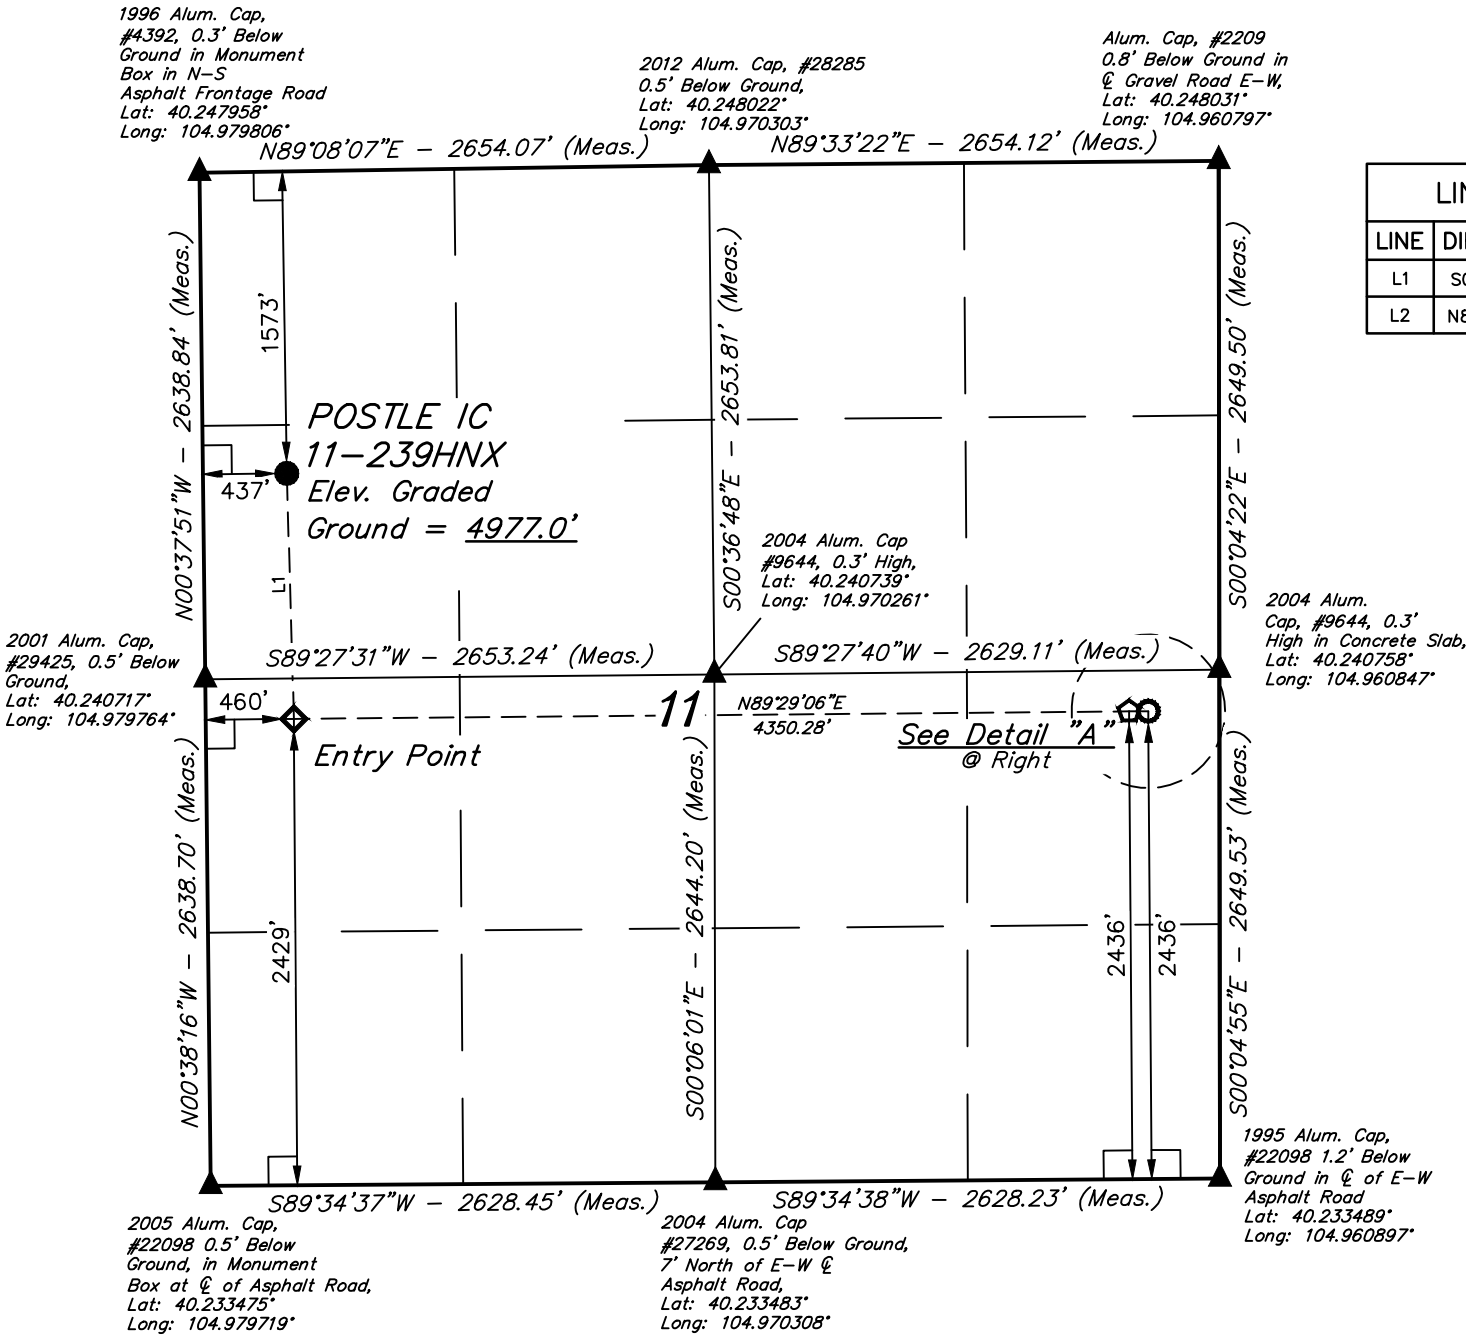 1996 Alum. Cap,
#4392, 0.3' Below
Ground in Monument
Box in N-S
Asphalt Frontage Road
Lat: 40.247958°
Long: 104.979806°
2012 Alum. Cap, #28285
0.5' Below Ground,
Lat: 40.248022°
Long: 104.970303°
Alum. Cap, #2209
0.8' Below Ground in
℄ Gravel Road E-W,
Lat: 40.248031°
Long: 104.960797°
N89°08'07"E - 2654.07' (Meas.)
N89°33'22"E - 2654.12' (Meas.)
LINE
L1
L2
N00°37'51"W - 2638.84' (Meas.)
1573'
S00°36'48"E - 2653.81' (Meas.)
S00°04'22"E - 2649.50' (Meas.)
POSTLE IC
11-239HNX
Elev. Graded
Ground = 4977.0'
437'
L1
2004 Alum. Cap
#9644, 0.3' High,
Lat: 40.240739°
Long: 104.970261°
2004 Alum.
Cap, #9644, 0.3'
High in Concrete Slab,
Lat: 40.240758°
Long: 104.960847°
2001 Alum. Cap,
#29425, 0.5' Below
Ground,
Lat: 40.240717°
Long: 104.979764°
S89°27'31"W - 2653.24' (Meas.)
S89°27'40"W - 2629.11' (Meas.)
460'
11
N89°29'06"E
4350.28'
Entry Point
See Detail "A"
@ Right
N00°38'16"W - 2638.70' (Meas.)
2429'
S00°06'01"E - 2644.20' (Meas.)
2436'
2436'
S00°04'55"E - 2649.53' (Meas.)
S89°34'37"W - 2628.45' (Meas.)
S89°34'38"W - 2628.23' (Meas.)
1995 Alum. Cap,
#22098 1.2' Below
Ground in ℄ of E-W
Asphalt Road
Lat: 40.233489°
Long: 104.960897°
2005 Alum. Cap,
#22098 0.5' Below
Ground, in Monument
Box at ℄ of Asphalt Road,
Lat: 40.233475°
Long: 104.979719°
2004 Alum. Cap
#27269, 0.5' Below Ground,
7' North of E-W ℄
Asphalt Road,
Lat: 40.233483°
Long: 104.970308°